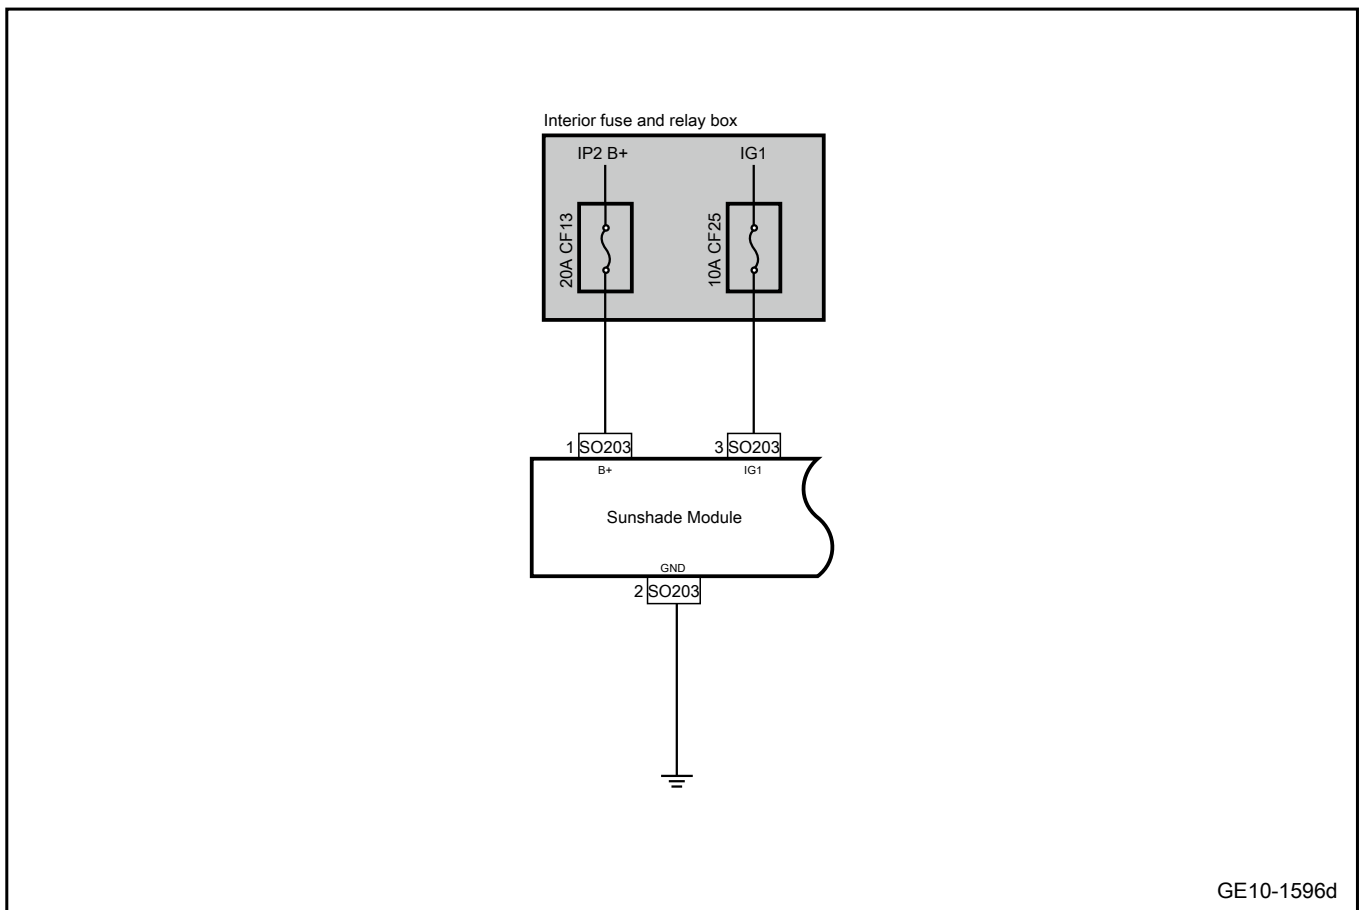 Interior fuse and relay box
IP2 B+
IG1
20A CF13
10A CF25
1 SO203
3 SO203
B+
IG1
Sunshade Module
GND
2 SO203
GE10-1596d